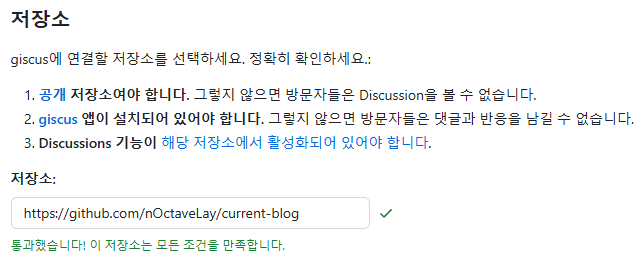 저장소
giscus에 연결할 저장소를 선택하세요. 정확히 확인하세요.:
1. 공개 저장소여야 합니다. 그렇지 않으면 방문자들은 Discussion을 볼 수 없습니다.
2. giscus 앱이 설치되어 있어야 합니다. 그렇지 않으면 방문자들은 댓글과 반응을 남길 수 없습니다.
3. Discussions 기능이 해당 저장소에서 활성화되어 있어야 합니다.
저장소:
https://github.com/nOctaveLay/current-blog
통과했습니다! 이 저장소는 모든 조건을 만족합니다.